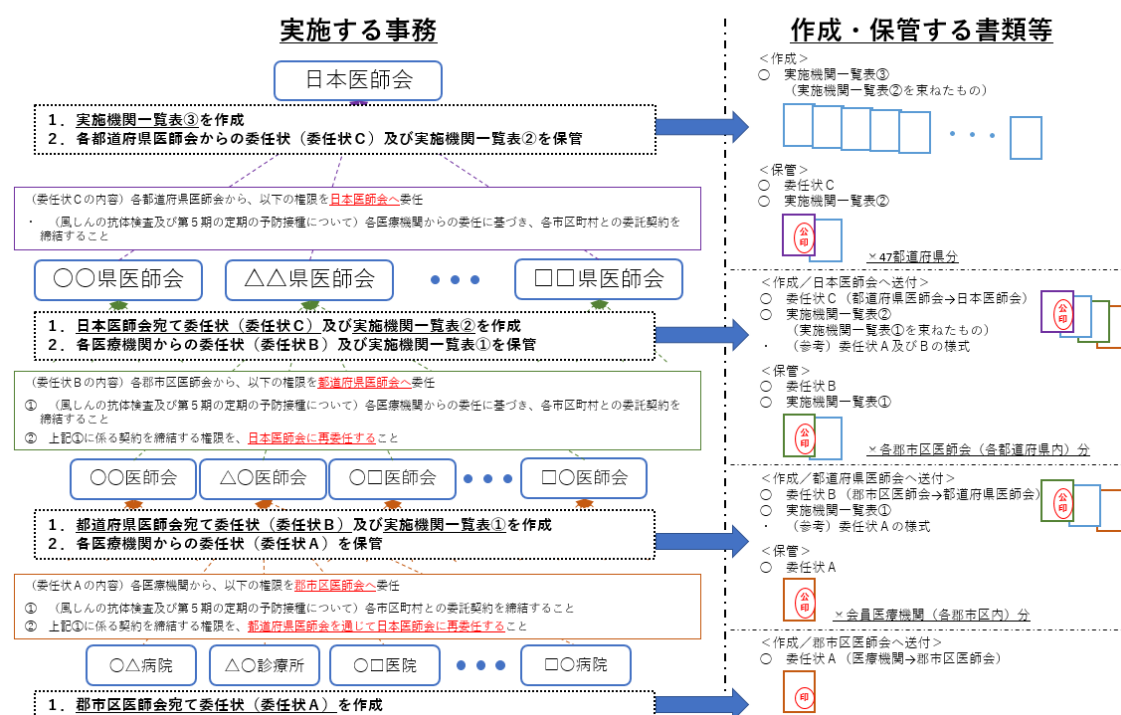 実施する事務
作成・保管する書類等
日本医師会
1．実施機関一覧表③を作成
2．各都道府県医師会からの委任状（委任状C）及び実施機関一覧表②を保管
＜作成＞
○　実施機関一覧表③
（実施機関一覧表②を束ねたもの）
・・・
＜保管＞
○　委任状C
○　実施機関一覧表②
公印
×47都道府県分
（委任状Cの内容）各都道府県医師会から、以下の権限を日本医師会へ委任
・　（風しんの抗体検査及び第5期の定期の予防接種について）各医療機関からの委任に基づき、各市区町村との委託契約を
締結すること
○○県医師会
△△県医師会
・・・
□□県医師会
1．日本医師会宛て委任状（委任状C）及び実施機関一覧表②を作成
2．各医療機関からの委任状（委任状B）及び実施機関一覧表①を保管
＜作成／日本医師会へ送付＞
○　委任状C（都道府県医師会→日本医師会）
○　実施機関一覧表②
（実施機関一覧表①を束ねたもの）
・　（参考）委任状A及びBの様式
公印
＜保管＞
○　委任状B
○　実施機関一覧表①
公印
×各郡市区医師会（各都道府県内）分
（委任状Bの内容）各郡市区医師会から、以下の権限を都道府県医師会へ委任
①　（風しんの抗体検査及び第5期の定期の予防接種について）各医療機関からの委任に基づき、各市区町村との委託契約を
締結すること
②　上記①に係る契約を締結する権限を、日本医師会に再委任すること
○○医師会
△○医師会
○□医師会
・・・
□○医師会
1．都道府県医師会宛て委任状（委任状B）及び実施機関一覧表①を作成
2．各医療機関からの委任状（委任状A）を保管
＜作成／都道府県医師会へ送付＞
○　委任状B（郡市区医師会→都道府県医師会）
○　実施機関一覧表①
・　（参考）委任状Aの様式
公印
＜保管＞
○　委任状A
公印
×会員医療機関（各郡市区内）分
（委任状Aの内容）各医療機関から、以下の権限を郡市区医師会へ委任
①　（風しんの抗体検査及び第5期の定期の予防接種について）各市区町村との委託契約を締結すること
②　上記①に係る契約を締結する権限を、都道府県医師会を通じて日本医師会に再委任すること
○△病院
△○診療所
○□医院
・・・
□○病院
1．郡市区医師会宛て委任状（委任状A）を作成
＜作成／郡市区医師会へ送付＞
○　委任状A（医療機関→郡市区医師会）
印